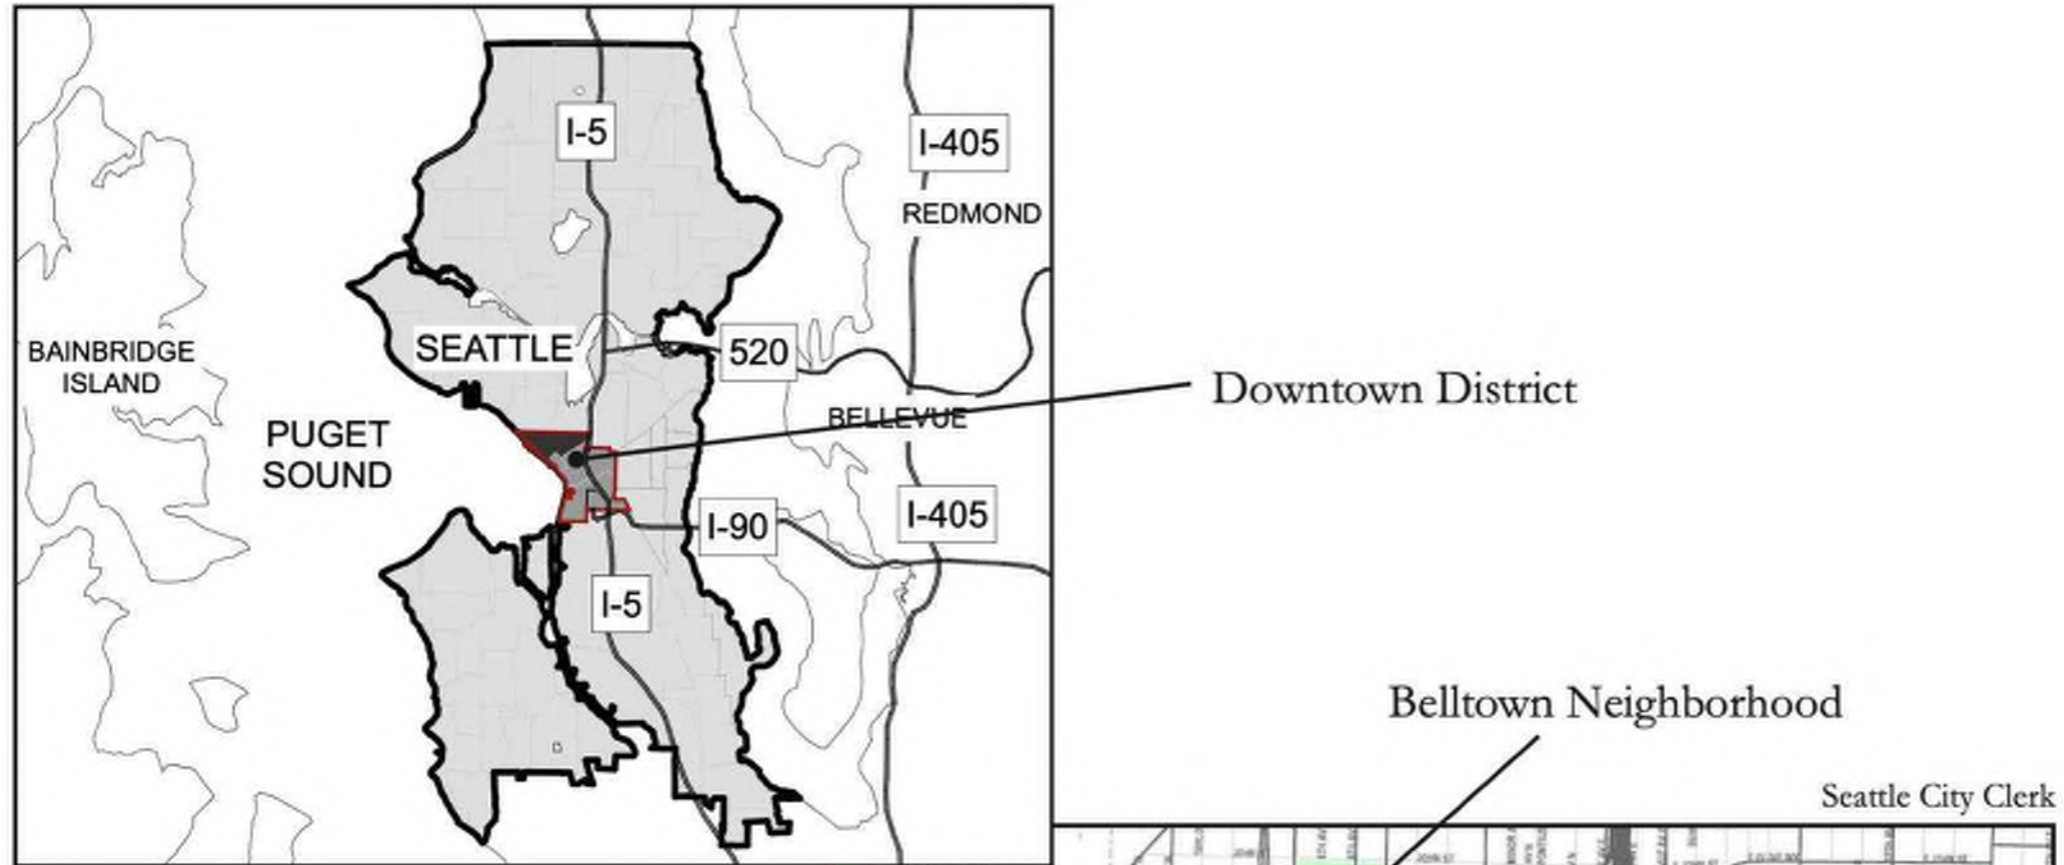 I-5
I-405
REDMOND
SEATTLE
520
BAINBRIDGE
ISLAND
Downtown District
BELLEVUE
PUGET
SOUND
I-405
I-90
I-5
Belltown Neighborhood
Seattle City Clerk